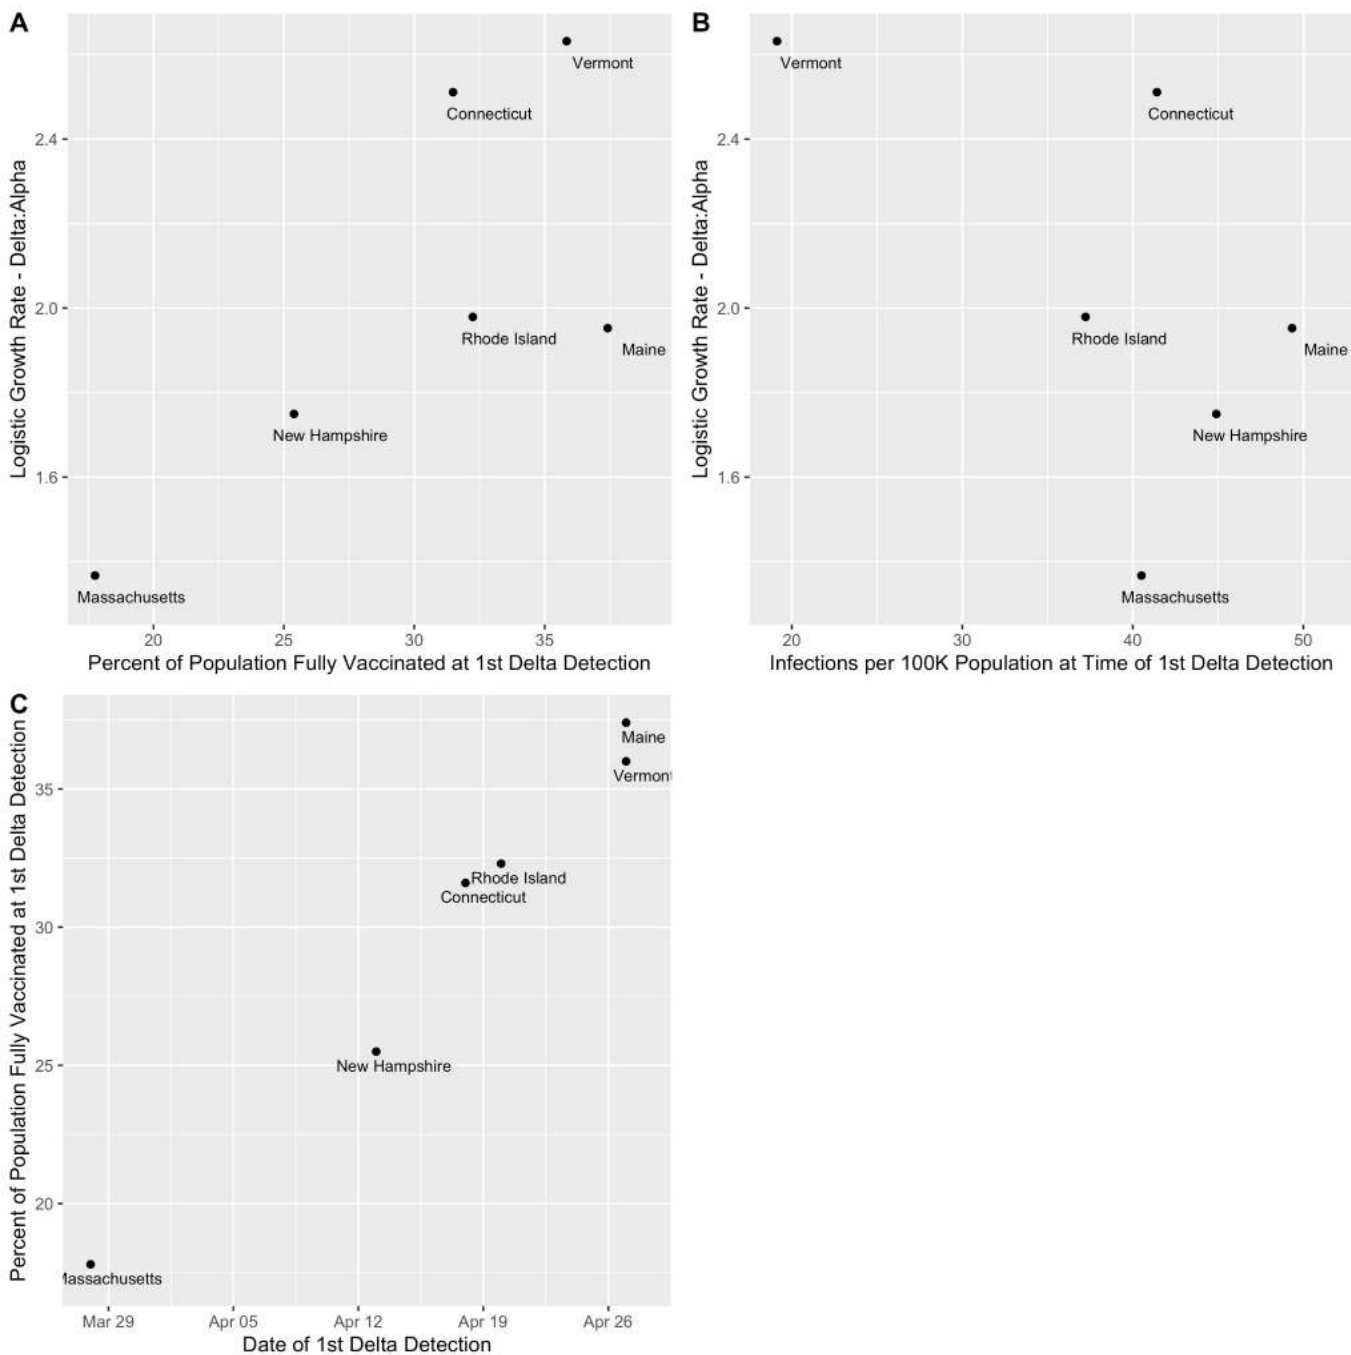 A
Vermont
Connecticut
2.4
2.0
Rhode Island
Maine
New Hampshire
1.6
Massachusetts
Logistic Growth Rate - Delta:Alpha
20 25 30 35
Percent of Population Fully Vaccinated at 1st Delta Detection
B
Vermont
Connecticut
2.4
2.0
Rhode Island
Maine
New Hampshire
1.6
Massachusetts
Logistic Growth Rate - Delta:Alpha
20 30 40 50
Infections per 100K Population at Time of 1st Delta Detection
C
Maine
Vermont
35
Rhode Island
Connecticut
30
New Hampshire
25
20
Massachusetts
Percent of Population Fully Vaccinated at 1st Delta Detection
Mar 29 Apr 05 Apr 12 Apr 19 Apr 26
Date of 1st Delta Detection